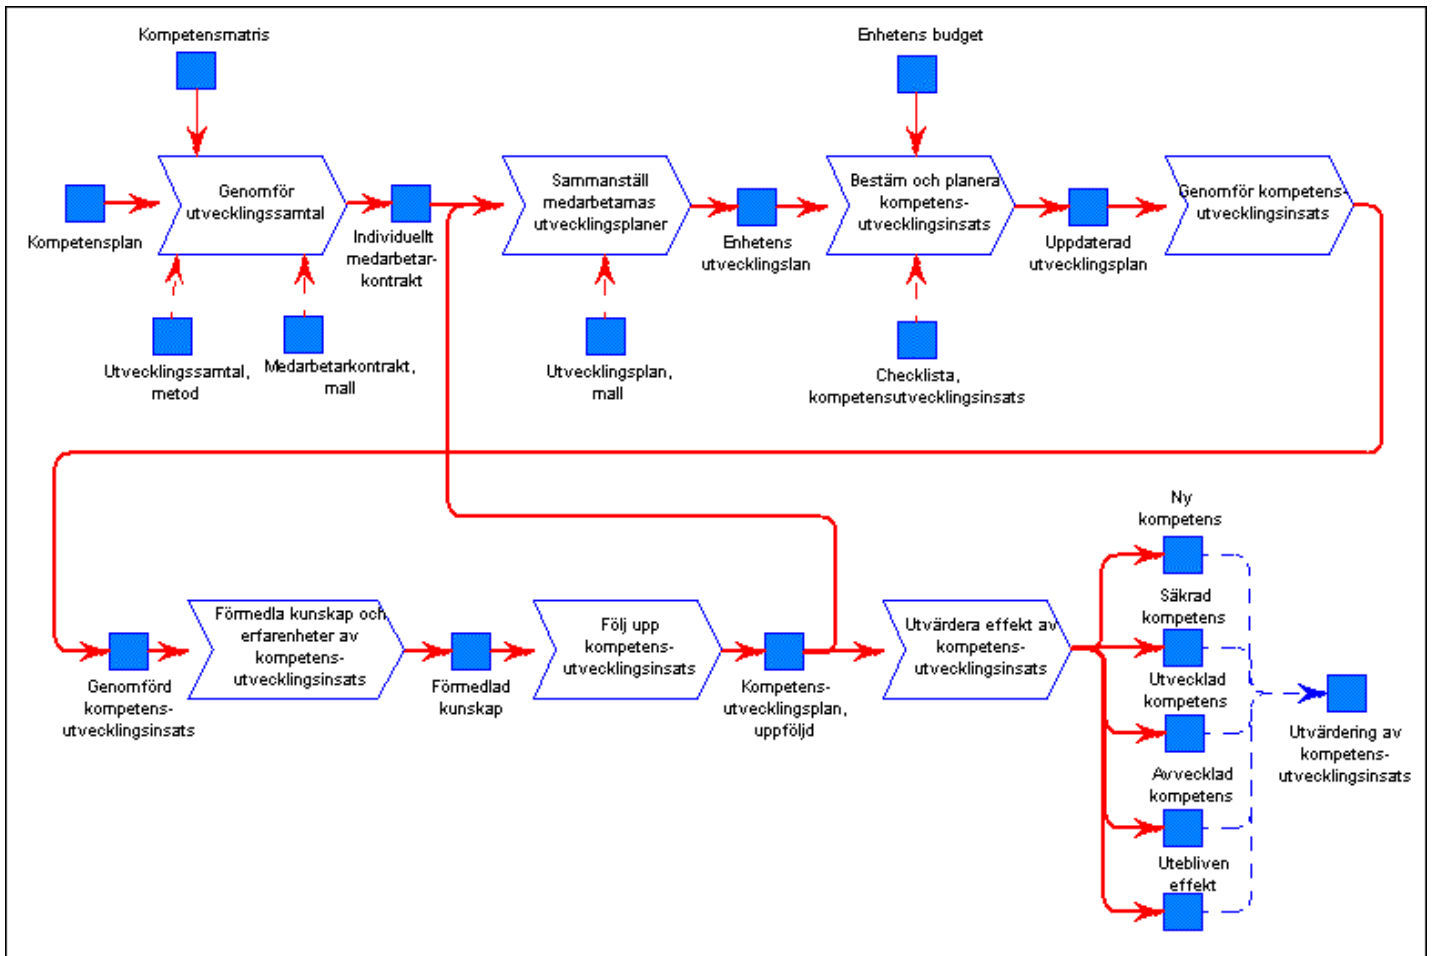 Kompetensmatris
Enhetens budget
Genomför
utvecklingssamtal
Sammanställ
medarbetarnas
utvecklingsplaner
Bestäm och planera
kompetens-
utvecklingsinsats
Genomför kompetens-
utvecklingsinsats
Kompetensplan
Individuellt
medarbetar-
kontrakt
Enhetens
utvecklingslan
Uppdaterad
utvecklingsplan
Utvecklingssamtal,
metod
Medarbetarkontrakt,
mall
Utvecklingsplan,
mall
Checklista,
kompetensutvecklingsinsats
Förmedla kunskap och
erfarenheter av
kompetens-
utvecklingsinsats
Följ upp
kompetens-
utvecklingsinsats
Utvärdera effekt av
kompetens-
utvecklingsinsats
Genomförd
kompetens-
utvecklingsinsats
Förmedlad
kunskap
Kompetens-
utvecklingsplan,
uppföljd
Ny
kompetens
Säkrad
kompetens
Utvecklad
kompetens
Avvecklad
kompetens
Utebliven
effekt
Utvärdering av
kompetens-
utvecklingsinsats